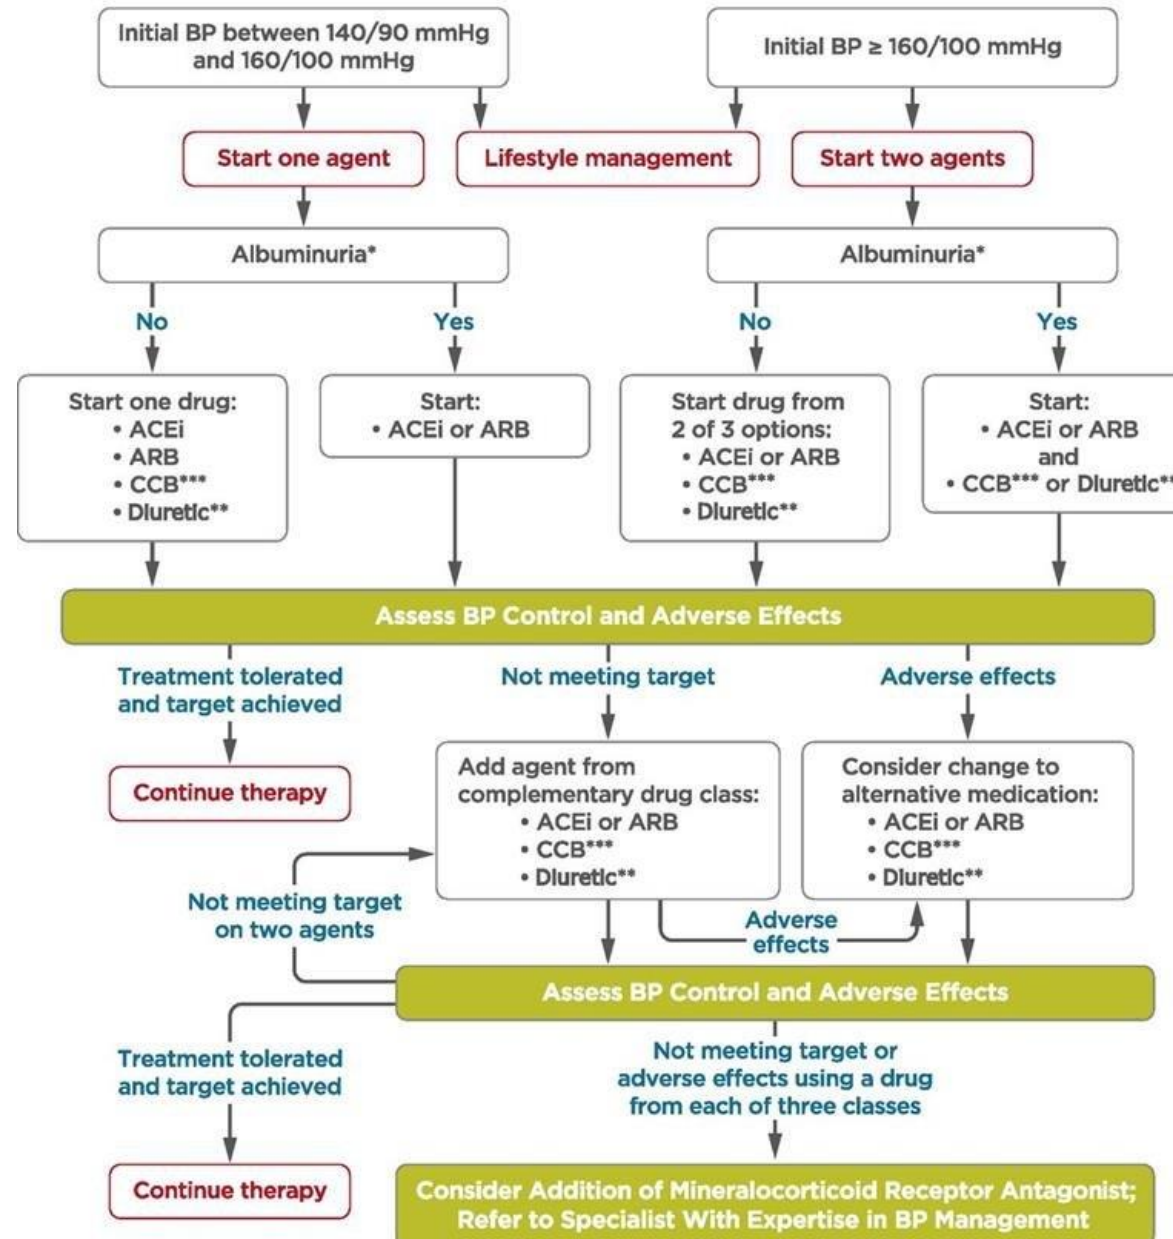 Initial BP between 140/90 mmHg
and 160/100 mmHg
Initial BP ≥ 160/100 mmHg
Start one agent
Lifestyle management
Start two agents
Albuminuria*
Albuminuria*
No
Yes
No
Yes
Start one drug:
• ACEi
• ARB
• CCB***
• Diuretic**
Start:
• ACEi or ARB
Start drug from
2 of 3 options:
• ACEi or ARB
• CCB***
• Diuretic**
Start:
• ACEi or ARB
and
• CCB*** or Diuretic**
Assess BP Control and Adverse Effects
Treatment tolerated
and target achieved
Not meeting target
Adverse effects
Continue therapy
Add agent from
complementary drug class:
• ACEi or ARB
• CCB***
• Diuretic**
Consider change to
alternative medication:
• ACEi or ARB
• CCB***
• Diuretic**
Not meeting target
on two agents
Adverse
effects
Assess BP Control and Adverse Effects
Treatment tolerated
and target achieved
Not meeting target or
adverse effects using a drug
from each of three classes
Continue therapy
Consider Addition of Mineralocorticoid Receptor Antagonist;
Refer to Specialist With Expertise in BP Management